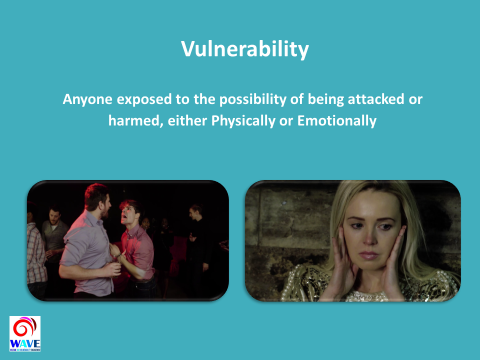 Vulnerability
Anyone exposed to the possibility of being attacked or
harmed, either Physically or Emotionally
WAVE